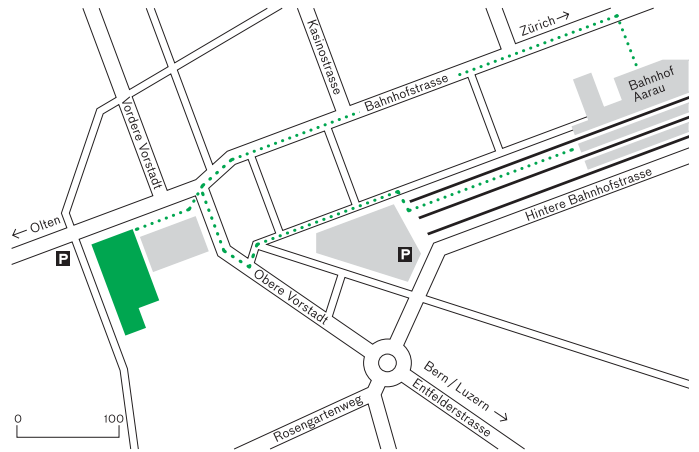 Zürich →
Kasinostrasse
Bahnhofstrasse
Bahnhof
Aarau
Vordere Vorstadt
Hintere Bahnhofstrasse
← Olten
P
P
Obere Vorstadt
Bern / Luzern →
Entfelderstrasse
Rosengartenweg
0 100